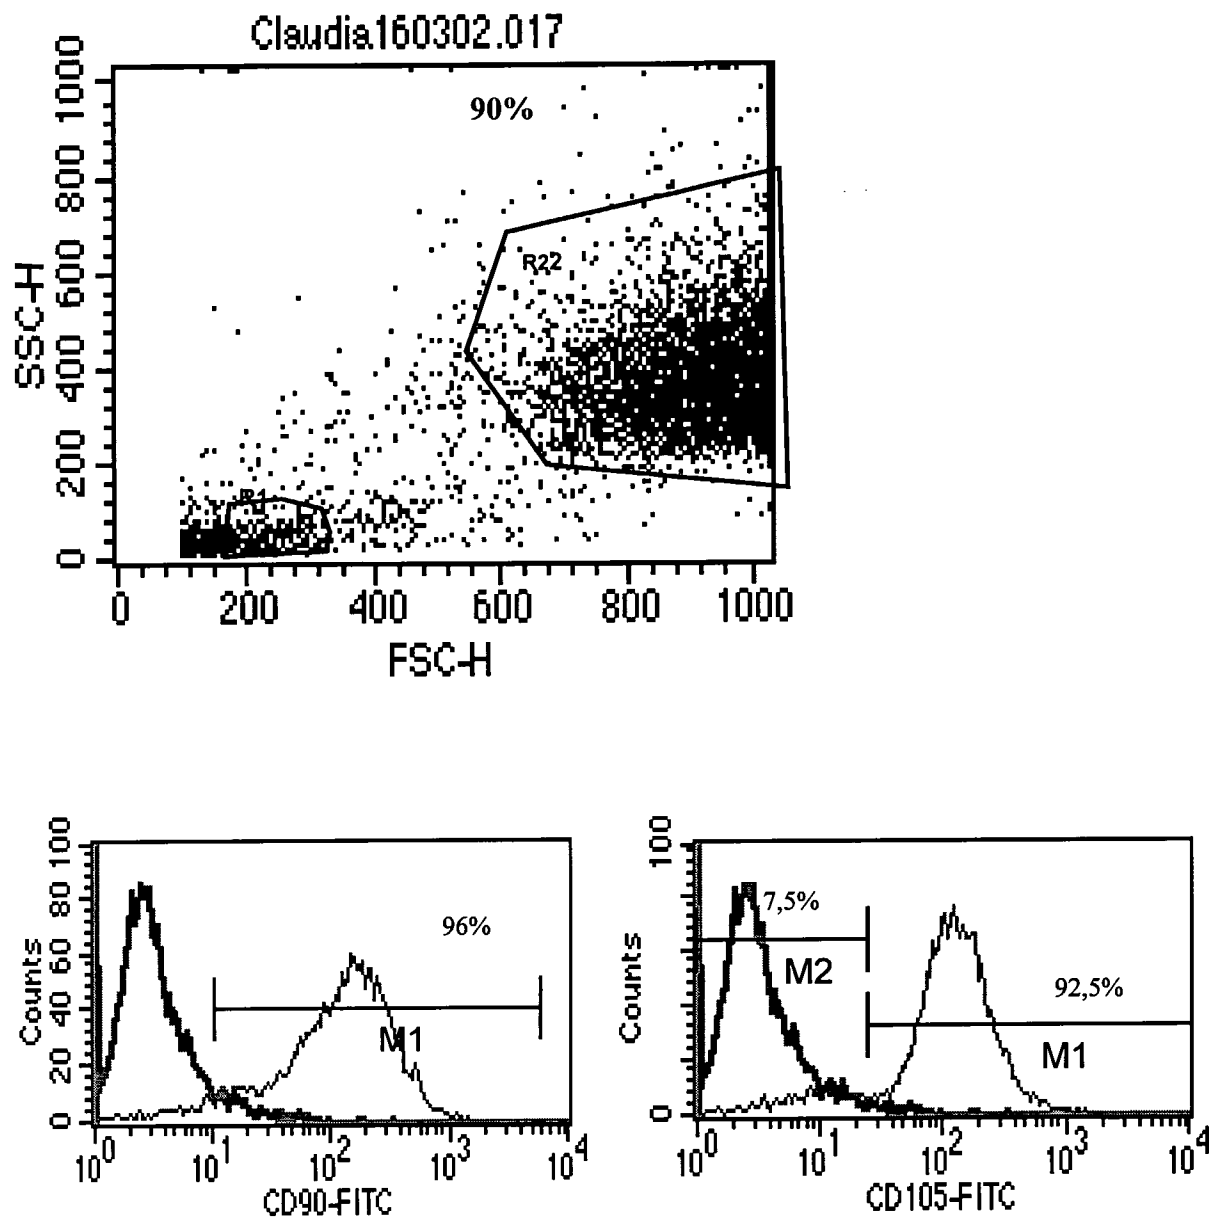 Claudia160302.017
90%
SSC-H
1000
800
600
400
200
0
R22
R1
0 200 400 600 800 1000
FSC-H
Counts
100
80
60
40
20
0
96%
M1
10^0 10^1 10^2 10^3 10^4
CD90-FITC
Counts
100
0
7,5%
M2
92,5%
M1
10^0 10^1 10^2 10^3 10^4
CD105-FITC